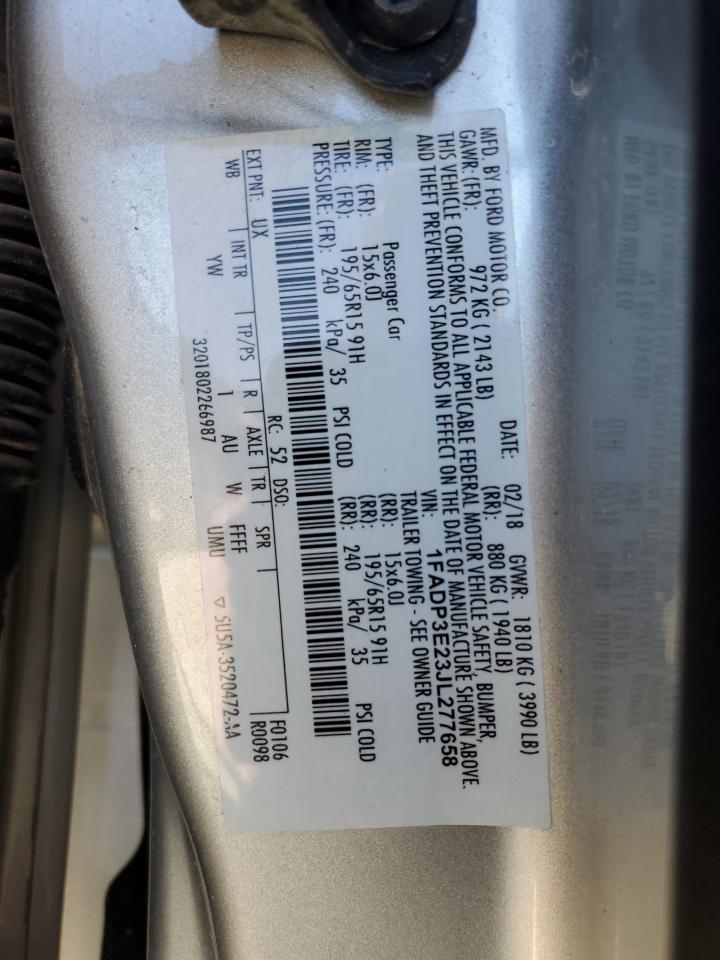 MFD. BY FORD MOTOR CO. DATE: 02/18 GVWR: 1810 KG ( 3990 LB)
GAWR: (FR): 972 KG ( 2143 LB) (RR): 880 KG ( 1940 LB)
THIS VEHICLE CONFORMS TO ALL APPLICABLE FEDERAL MOTOR VEHICLE SAFETY, BUMPER,
AND THEFT PREVENTION STANDARDS IN EFFECT ON THE DATE OF MANUFACTURE SHOWN ABOVE.
VIN: 1FADP3E23JL277658
TYPE: Passenger Car TRAILER TOWING - SEE OWNER GUIDE
RIM: (FR): 15x6.0J (RR): 15x6.0J
TIRE: (FR): 195/65R15 91H (RR): 195/65R15 91H
PRESSURE: (FR): 240 kPa/ 35 PSI COLD (RR): 240 kPa/ 35 PSI COLD
F0106
RC: 52 DSO: R0098
EXT PNT: UX
WB | INT TR | TP/PS | R | AXLE | TR | SPR |
YW 1 AU W FFFF
3201802266987 UMU ▽ 5U5A-3520472-AA